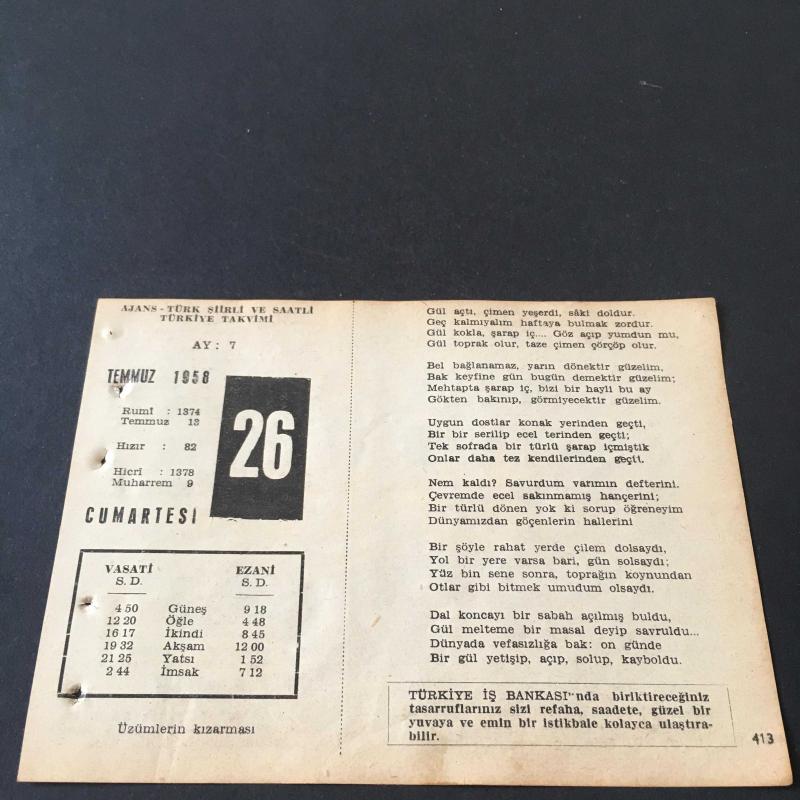 AJANS - TÜRK ŞİİRLİ VE SAATLİ
TÜRKİYE TAKVİMİ
AY : 7
TEMMUZ 1958
Rumî : 1374
Temmuz 13
Hızır : 82
Hicrî : 1378
Muharrem 9
26
CUMARTESİ
VASATİ EZANİ
S. D. S. D.
4 50 Güneş 9 18
12 20 Öğle 4 48
16 17 İkindi 8 45
19 32 Akşam 12 00
21 25 Yatsı 1 52
2 44 İmsak 7 12
Üzümlerin kızarması
Gül açtı, çimen yeşerdi, sâki doldur.
Geç kalmıyalım haftaya bulmak zordur.
Gül kokla, şarap iç.... Göz açıp yumdun mu,
Gül toprak olur, taze çimen çörçöp olur.
Bel bağlanamaz, yarın dönektir güzelim,
Bak keyfine gün bugün demektir güzelim;
Mehtapta şarap iç, bizi bir hayli bu ay
Gökten bakınıp, görmiyecektir güzelim.
Uygun dostlar konak yerinden geçti,
Bir bir serilip ecel terinden geçti;
Tek sofrada bir türlü şarap içmiştik
Onlar daha tez kendilerinden geçti.
Nem kaldı? Savurdum varımın defterini.
Çevremde ecel sakınmamış hançerini;
Bir türlü dönen yok ki sorup öğreneyim
Dünyamızdan göçenlerin hallerini
Bir şöyle rahat yerde çilem dolsaydı,
Yol bir yere varsa bari, gün solsaydı;
Yüz bin sene sonra, toprağın koynundan
Otlar gibi bitmek umudum olsaydı.
Dal koncayı bir sabah açılmış buldu,
Gül melteme bir masal deyip savruldu...
Dünyada vefasızlığa bak: on günde
Bir gül yetişip, açıp, solup, kayboldu.
TÜRKİYE İŞ BANKASI'nda biriktireceğiniz
tasarruflarınız sizi refaha, saadete, güzel bir
yuvaya ve emin bir istikbale kolayca ulaştıra-
bilir.
413